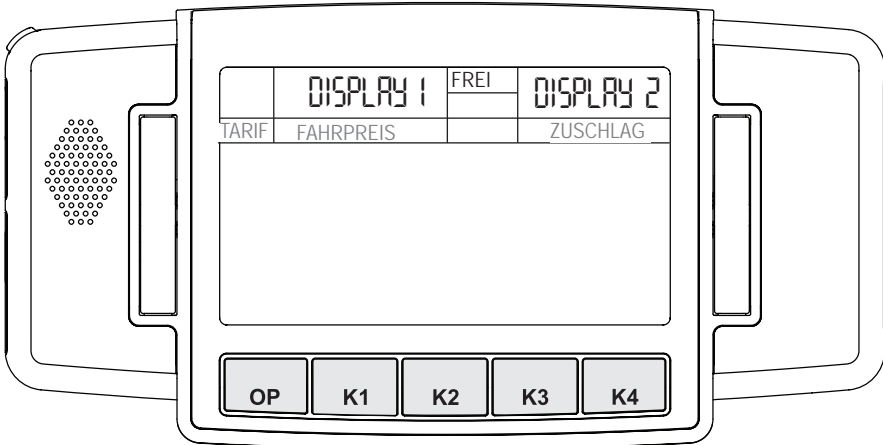 DISPLAY 1 FREI DISPLAY 2
TARIF FAHRPREIS ZUSCHLAG
OP K1 K2 K3 K4